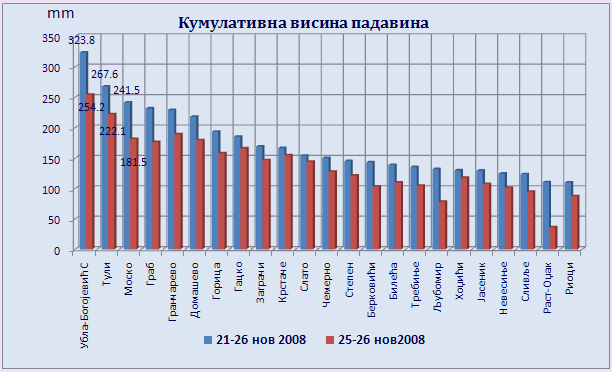 Кумулативна висина падавина
mm
350
300
250
200
150
100
50
0
323.8
267.6
241.5
254.2
222.1
181.5
Убла-Богојевић С
Тули
Моско
Граб
Гранчарево
Домашево
Горица
Гацко
Заграчи
Крстаче
Слато
Чемерно
Степен
Берковићи
Билећа
Требиње
Љубомир
Хоџићи
Јасеник
Невесиње
Сливље
Раст-Оџак
Риоци
21-26 нов 2008
25-26 нов2008